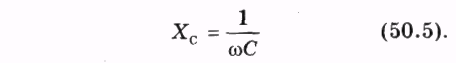 X_c = 1/ωC (50.5).